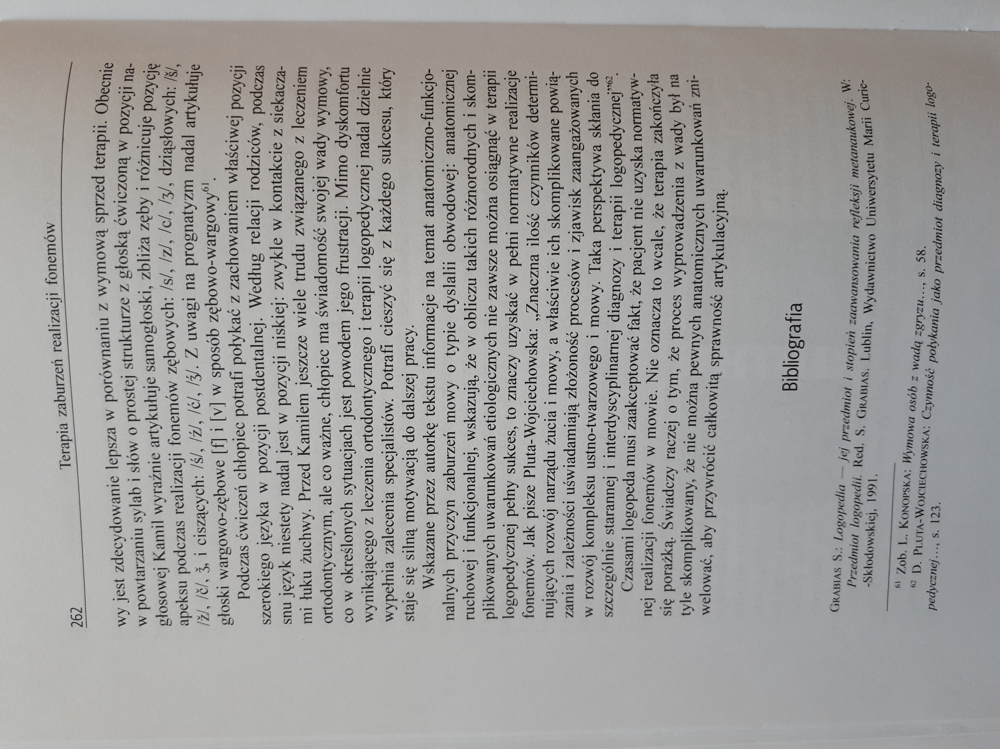 262
Terapia zaburzeń realizacji fonemów
wy jest zdecydowanie lepsza w porównaniu z wymową sprzed terapii. Obecnie
w powtarzaniu sylab i słów o prostej strukturze z głoską ćwiczoną w pozycji na-
głosowej Kamil wyraźnie artykułuje samogłoski, zbliża zęby i różnicuje pozycję
apeksu podczas realizacji fonemów zębowych: /s/, /z/, /c/, /ʒ/, dziąsłowych: /š/,
/ž/, /č/, ǯ, i ciszących: /ś/, /ź/, /ć/, /ʒ́/. Z uwagi na prognatyzm nadal artykułuje
głoski wargowo-zębowe [f] i [v] w sposób zębowo-wargowy⁶¹.
Podczas ćwiczeń chłopiec potrafi połykać z zachowaniem właściwej pozycji
szerokiego języka w pozycji postdentalnej. Według relacji rodziców, podczas
snu język niestety nadal jest w pozycji niskiej: zwykle w kontakcie z siekacza-
mi łuku żuchwy. Przed Kamilem jeszcze wiele trudu związanego z leczeniem
ortodontycznym, ale co ważne, chłopiec ma świadomość swojej wady wymowy,
co w określonych sytuacjach jest powodem jego frustracji. Mimo dyskomfortu
wynikającego z leczenia ortodontycznego i terapii logopedycznej nadal dzielnie
wypełnia zalecenia specjalistów. Potrafi cieszyć się z każdego sukcesu, który
staje się silną motywacją do dalszej pracy.
Wskazane przez autorkę tekstu informacje na temat anatomiczno-funkcjo-
nalnych przyczyn zaburzeń mowy o typie dyslalii obwodowej: anatomicznej
ruchowej i funkcjonalnej, wskazują, że w obliczu takich różnorodnych i skom-
plikowanych uwarunkowań etiologicznych nie zawsze można osiągnąć w terapii
logopedycznej pełny sukces, to znaczy uzyskać w pełni normatywne realizacje
fonemów. Jak pisze Pluta-Wojciechowska: „Znaczna ilość czynników determi-
nujących rozwój narządu żucia i mowy, a właściwie ich skomplikowane powią-
zania i zależności uświadamiają złożoność procesów i zjawisk zaangażowanych
w rozwój kompleksu ustno-twarzowego i mowy. Taka perspektywa skłania do
szczególnie starannej i interdyscyplinarnej diagnozy i terapii logopedycznej”⁶².
Czasami logopeda musi zaakceptować fakt, że pacjent nie uzyska normatyw-
nej realizacji fonemów w mowie. Nie oznacza to wcale, że terapia zakończyła
się porażką. Świadczy raczej o tym, że proces wyprowadzenia z wady był na
tyle skomplikowany, że nie można pewnych anatomicznych uwarunkowań zni-
welować, aby przywrócić całkowitą sprawność artykulacyjną.
Bibliografia
GRABIAS S.: Logopedia — jej przedmiot i stopień zaawansowania refleksji metanaukowej. W:
Przedmiot logopedii. Red. S. GRABIAS. Lublin, Wydawnictwo Uniwersytetu Marii Curie-
-Skłodowskiej, 1991.
⁶¹ Zob. L. KONOPSKA: Wymowa osób z wadą zgryzu..., s. 58.
⁶² D. PLUTA-WOJCIECHOWSKA: Czynność połykania jako przedmiot diagnozy i terapii logo-
pedycznej..., s. 123.